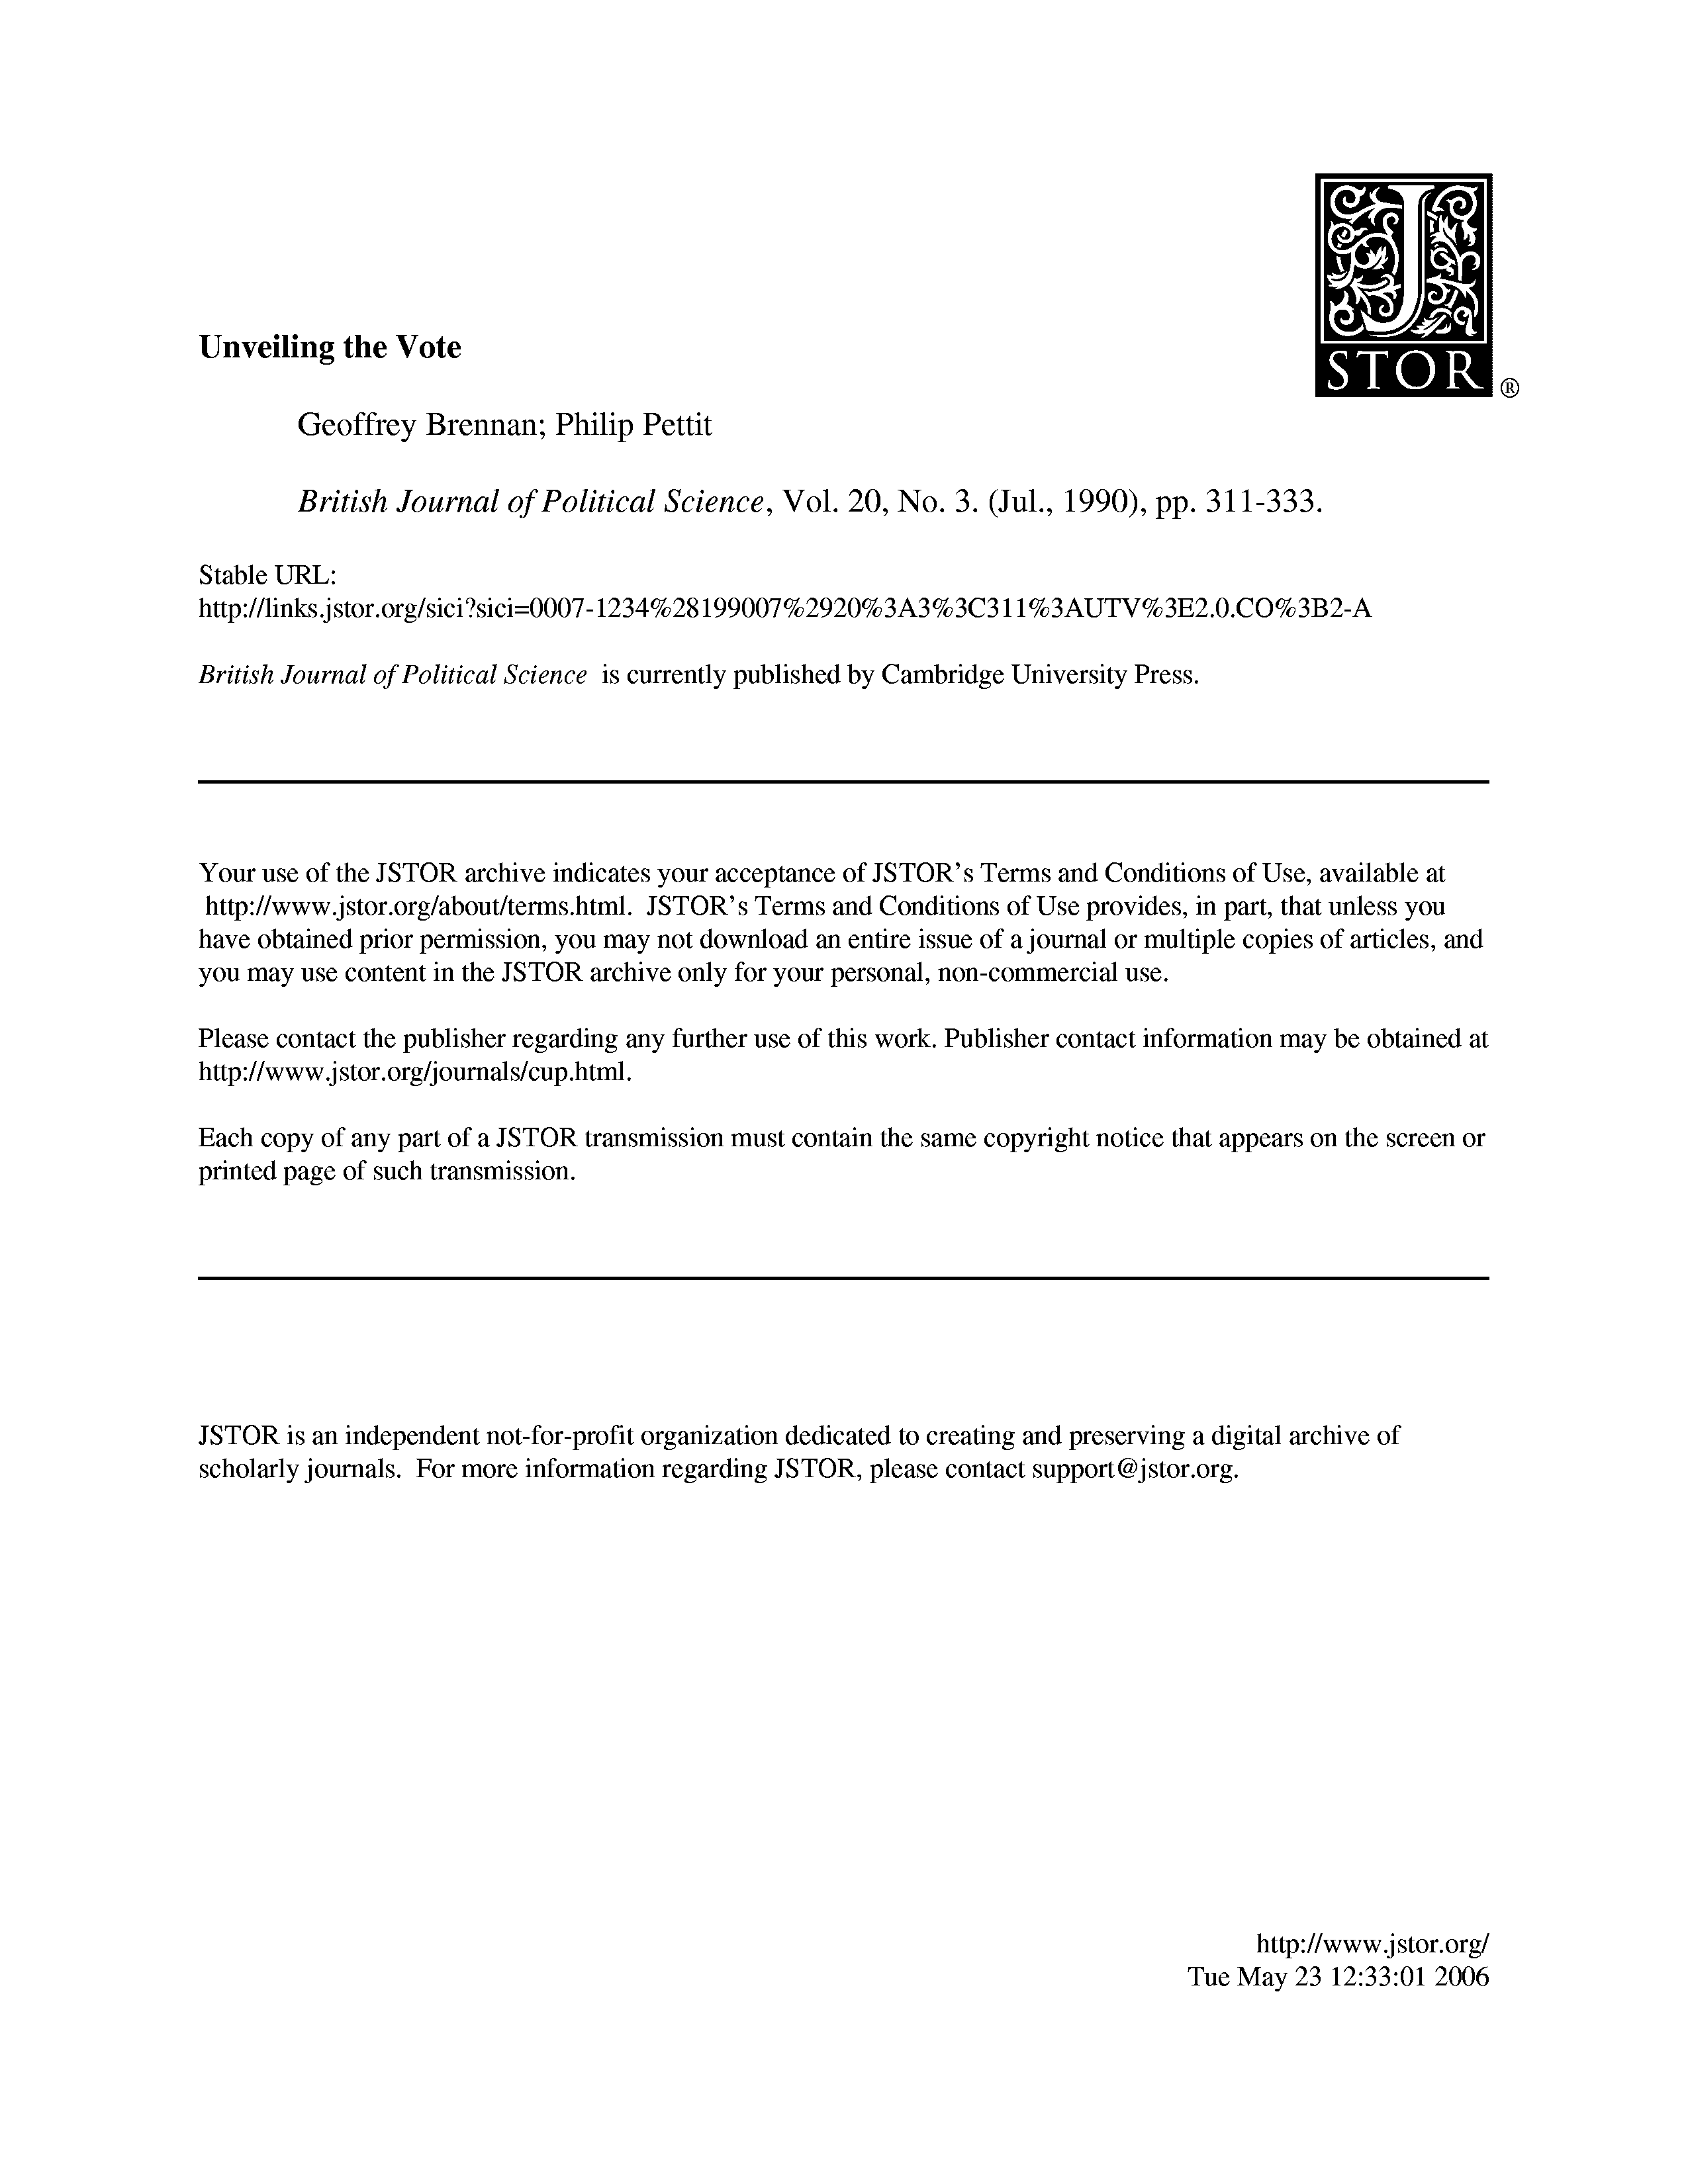 J
STOR ®
Unveiling the Vote
Geoffrey Brennan; Philip Pettit
British Journal of Political Science, Vol. 20, No. 3. (Jul., 1990), pp. 311-333.
Stable URL:
http://links.jstor.org/sici?sici=0007-1234%28199007%2920%3A3%3C311%3AUTV%3E2.0.CO%3B2-A
British Journal of Political Science is currently published by Cambridge University Press.
Your use of the JSTOR archive indicates your acceptance of JSTOR's Terms and Conditions of Use, available at
http://www.jstor.org/about/terms.html. JSTOR's Terms and Conditions of Use provides, in part, that unless you
have obtained prior permission, you may not download an entire issue of a journal or multiple copies of articles, and
you may use content in the JSTOR archive only for your personal, non-commercial use.
Please contact the publisher regarding any further use of this work. Publisher contact information may be obtained at
http://www.jstor.org/journals/cup.html.
Each copy of any part of a JSTOR transmission must contain the same copyright notice that appears on the screen or
printed page of such transmission.
JSTOR is an independent not-for-profit organization dedicated to creating and preserving a digital archive of
scholarly journals. For more information regarding JSTOR, please contact support@jstor.org.
http://www.jstor.org/
Tue May 23 12:33:01 2006